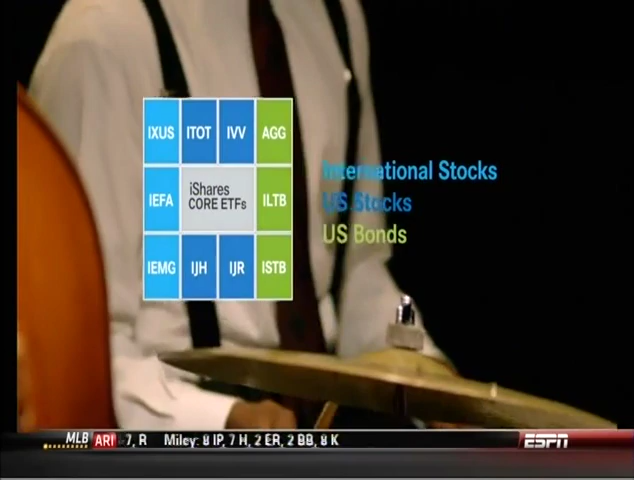 IXUS ITOT IVV AGG
IEFA iShares CORE ETFs ILTB
IEMG IJH IJR ISTB
International Stocks
US Stocks
US Bonds
MLB ARI 7, R Miley: 8 IP, 7 H, 2 ER, 2 BB, 8 K ESPN